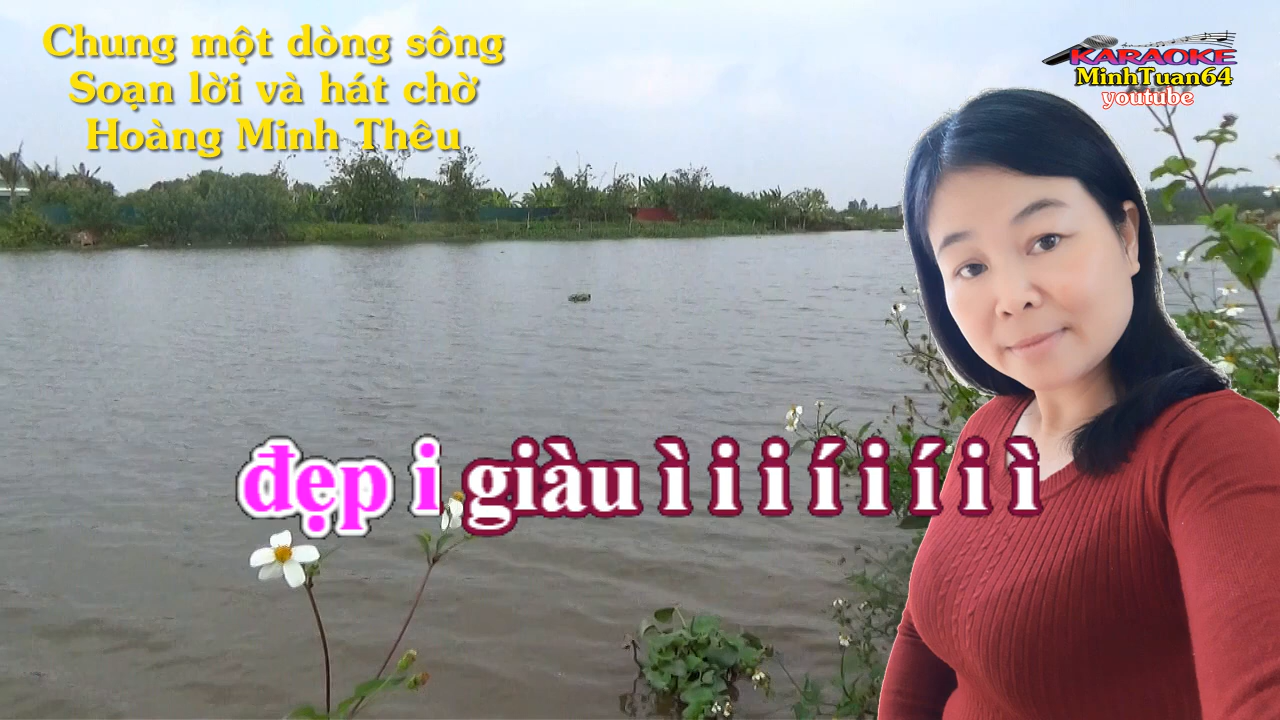 Chung một dòng sông
Soạn lời và hát chờ
Hoàng Minh Thêu
KARAOKE
MinhTuan64
youtube
đẹp i giàu ì i i í i í i ì